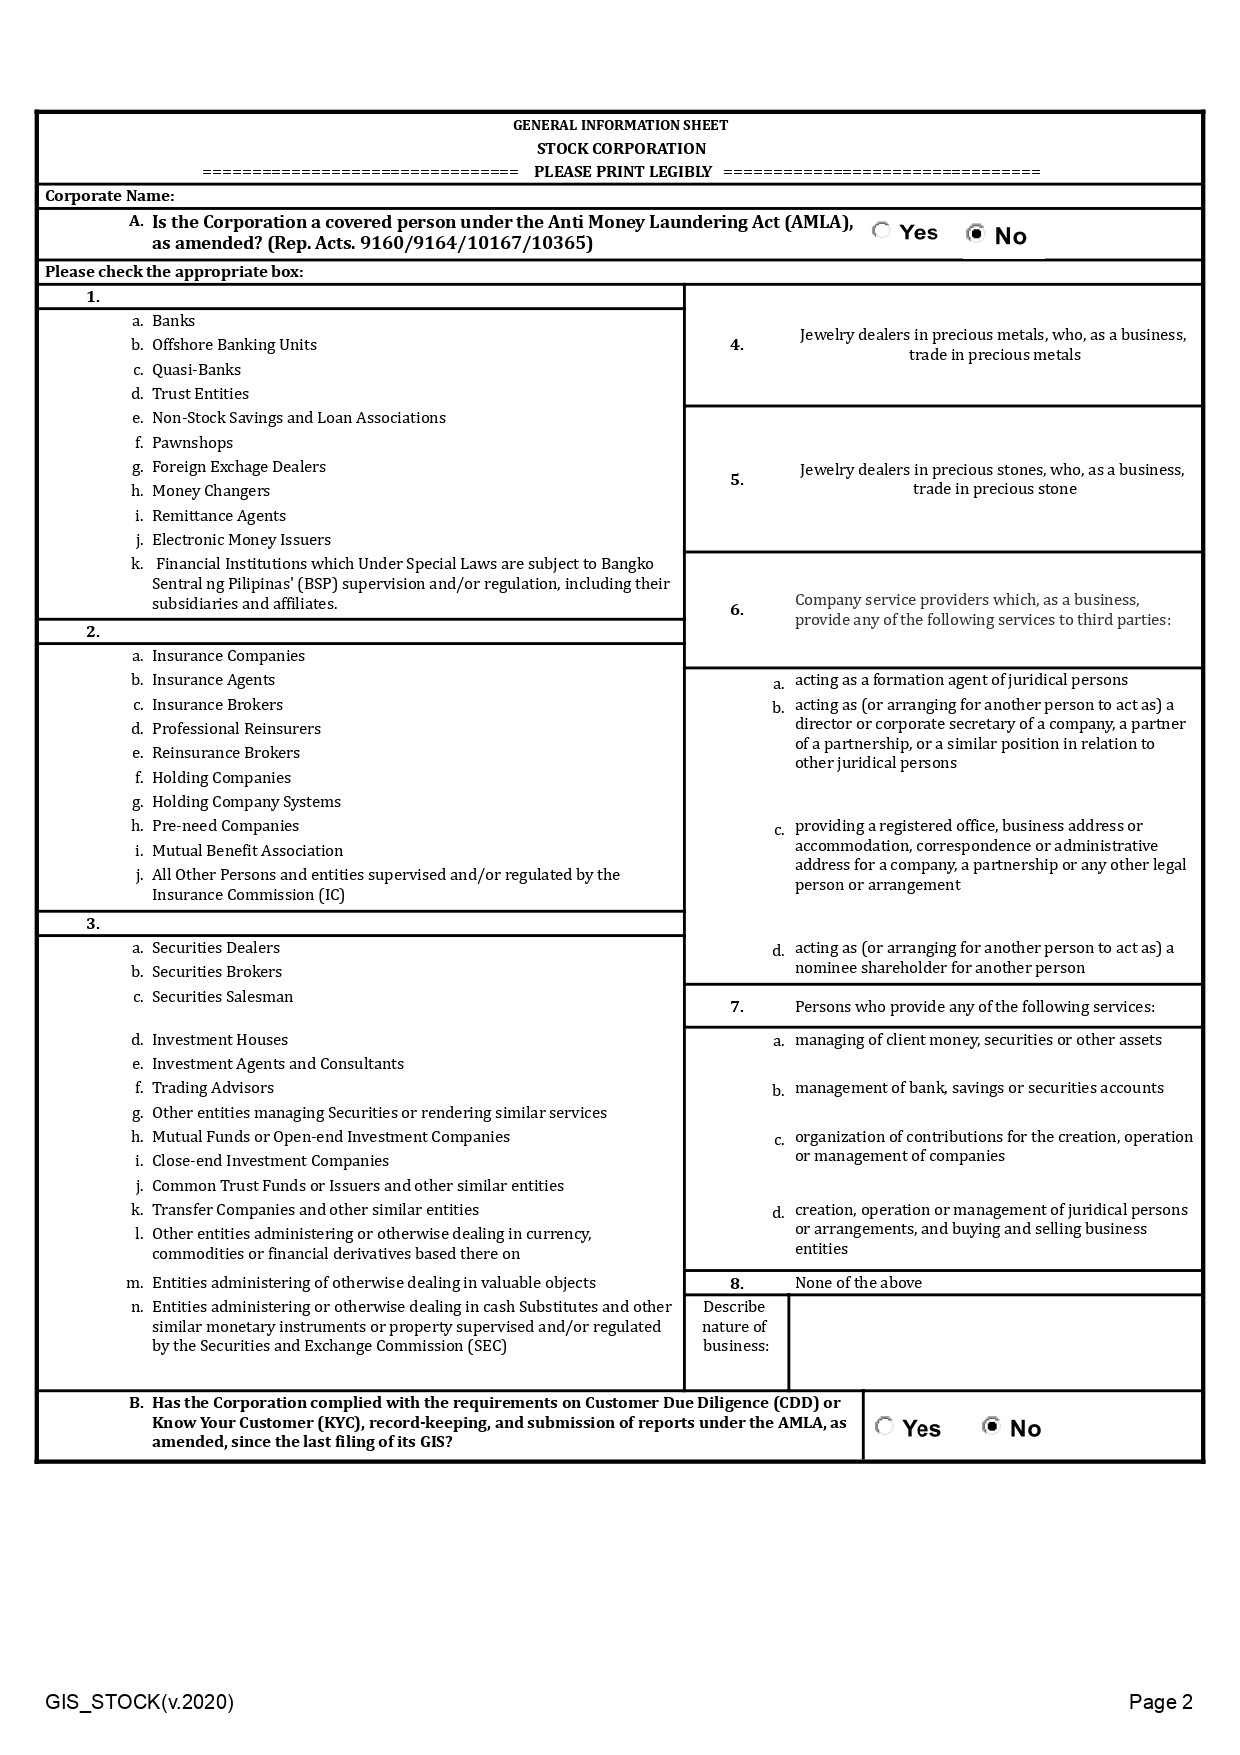 GENERAL INFORMATION SHEET
STOCK CORPORATION
================================ PLEASE PRINT LEGIBLY ================================
Corporate Name:
A. Is the Corporation a covered person under the Anti Money Laundering Act (AMLA),
as amended? (Rep. Acts. 9160/9164/10167/10365)
Yes No
Please check the appropriate box:
1.
a. Banks
b. Offshore Banking Units
c. Quasi-Banks
d. Trust Entities
e. Non-Stock Savings and Loan Associations
f. Pawnshops
g. Foreign Exchage Dealers
h. Money Changers
i. Remittance Agents
j. Electronic Money Issuers
k. Financial Institutions which Under Special Laws are subject to Bangko
Sentral ng Pilipinas' (BSP) supervision and/or regulation, including their
subsidiaries and affiliates.
2.
a. Insurance Companies
b. Insurance Agents
c. Insurance Brokers
d. Professional Reinsurers
e. Reinsurance Brokers
f. Holding Companies
g. Holding Company Systems
h. Pre-need Companies
i. Mutual Benefit Association
j. All Other Persons and entities supervised and/or regulated by the
Insurance Commission (IC)
3.
a. Securities Dealers
b. Securities Brokers
c. Securities Salesman
d. Investment Houses
e. Investment Agents and Consultants
f. Trading Advisors
g. Other entities managing Securities or rendering similar services
h. Mutual Funds or Open-end Investment Companies
i. Close-end Investment Companies
j. Common Trust Funds or Issuers and other similar entities
k. Transfer Companies and other similar entities
l. Other entities administering or otherwise dealing in currency,
commodities or financial derivatives based there on
m. Entities administering of otherwise dealing in valuable objects
n. Entities administering or otherwise dealing in cash Substitutes and other
similar monetary instruments or property supervised and/or regulated
by the Securities and Exchange Commission (SEC)
4. Jewelry dealers in precious metals, who, as a business,
trade in precious metals
5. Jewelry dealers in precious stones, who, as a business,
trade in precious stone
6. Company service providers which, as a business,
provide any of the following services to third parties:
a. acting as a formation agent of juridical persons
b. acting as (or arranging for another person to act as) a
director or corporate secretary of a company, a partner
of a partnership, or a similar position in relation to
other juridical persons
c. providing a registered office, business address or
accommodation, correspondence or administrative
address for a company, a partnership or any other legal
person or arrangement
d. acting as (or arranging for another person to act as) a
nominee shareholder for another person
7. Persons who provide any of the following services:
a. managing of client money, securities or other assets
b. management of bank, savings or securities accounts
c. organization of contributions for the creation, operation
or management of companies
d. creation, operation or management of juridical persons
or arrangements, and buying and selling business
entities
8. None of the above
Describe
nature of
business:
B. Has the Corporation complied with the requirements on Customer Due Diligence (CDD) or
Know Your Customer (KYC), record-keeping, and submission of reports under the AMLA, as
amended, since the last filing of its GIS?
Yes No
GIS_STOCK(v.2020)
Page 2